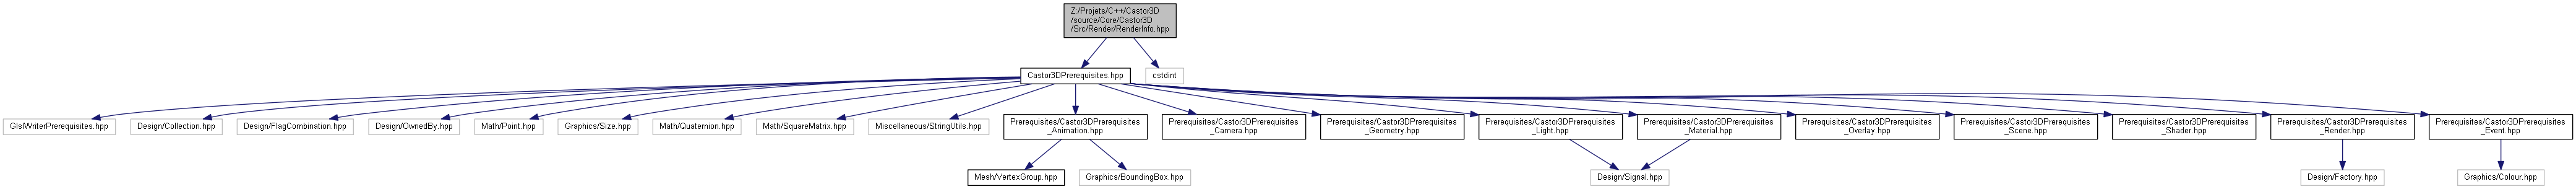 Z:/Projets/C++/Castor3D
/source/Core/Castor3D
/Src/Render/RenderInfo.hpp
Castor3DPrerequisites.hpp
cstdint
GlslWriterPrerequisites.hpp
Design/Collection.hpp
Design/FlagCombination.hpp
Design/OwnedBy.hpp
Math/Point.hpp
Graphics/Size.hpp
Math/Quaternion.hpp
Math/SquareMatrix.hpp
Miscellaneous/StringUtils.hpp
Prerequisites/Castor3DPrerequisites
_Animation.hpp
Prerequisites/Castor3DPrerequisites
_Camera.hpp
Prerequisites/Castor3DPrerequisites
_Geometry.hpp
Prerequisites/Castor3DPrerequisites
_Light.hpp
Prerequisites/Castor3DPrerequisites
_Material.hpp
Prerequisites/Castor3DPrerequisites
_Overlay.hpp
Prerequisites/Castor3DPrerequisites
_Scene.hpp
Prerequisites/Castor3DPrerequisites
_Shader.hpp
Prerequisites/Castor3DPrerequisites
_Render.hpp
Prerequisites/Castor3DPrerequisites
_Event.hpp
Mesh/VertexGroup.hpp
Graphics/BoundingBox.hpp
Design/Signal.hpp
Design/Factory.hpp
Graphics/Colour.hpp